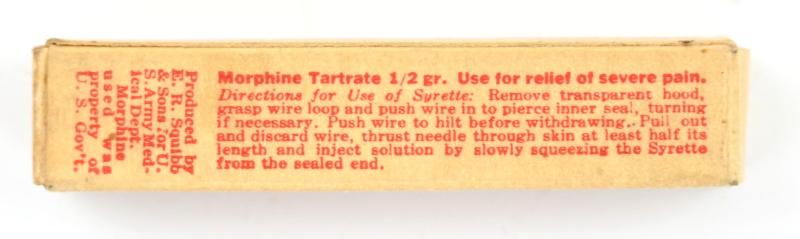 Produced by
E. R. Squibb
& Sons for U.
S. Army Med-
ical Dept.
Morphine
used was
property of
U. S. Gov't.
Morphine Tartrate 1/2 gr. Use for relief of severe pain.
Directions for Use of Syrette: Remove transparent hood,
grasp wire loop and push wire in to pierce inner seal, turning
if necessary. Push wire to hilt before withdrawing. Pull out
and discard wire, thrust needle through skin at least half its
length and inject solution by slowly squeezing the Syrette
from the sealed end.